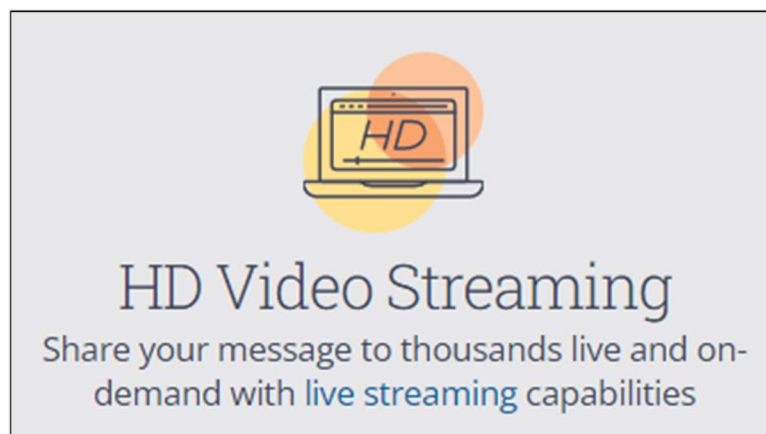 HD
HD Video Streaming
Share your message to thousands live and on-
demand with live streaming capabilities